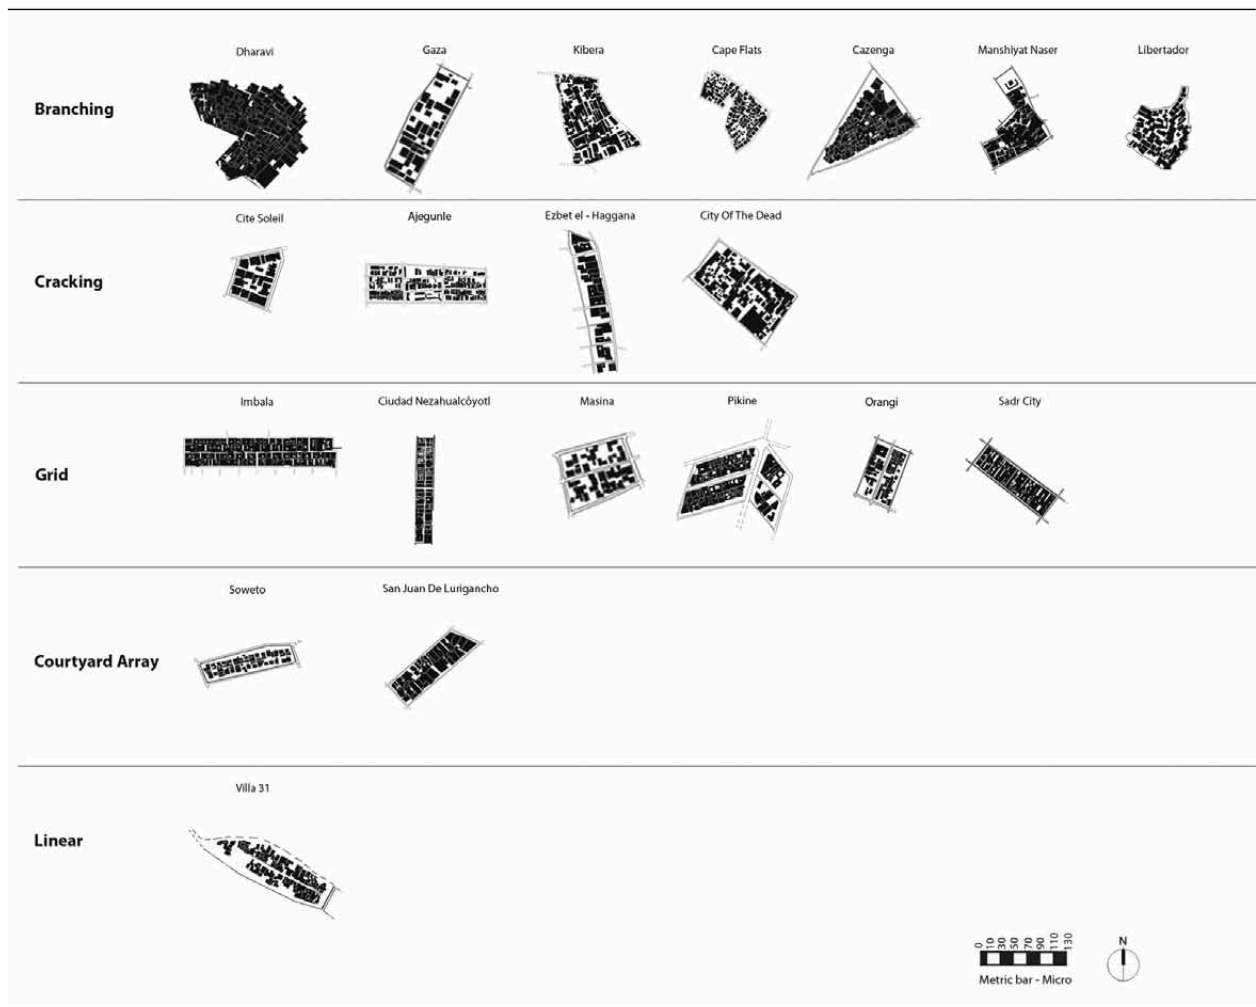 Dharavi
Gaza
Kibera
Cape Flats
Cazenga
Manshiyat Naser
Libertador
Branching
Cite Soleil
Ajegunle
Ezbet el - Haggana
City Of The Dead
Cracking
Imbala
Ciudad Nezahualcôyotl
Masina
Pikine
Orangi
Sadr City
Grid
Soweto
San Juan De Lurigancho
Courtyard Array
Villa 31
Linear
0 10 30 50 70 90 110 130
Metric bar - Micro
N